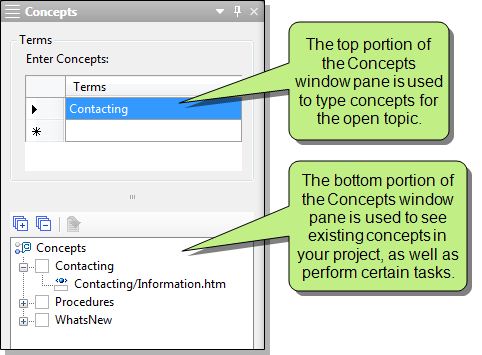 Concepts
Terms
Enter Concepts:
Terms
Contacting
The top portion of
the Concepts
window pane is used
to type concepts for
the open topic.
The bottom portion of
the Concepts window
pane is used to see
existing concepts in
your project, as well as
perform certain tasks.
Concepts
Contacting
Contacting/Information.htm
Procedures
WhatsNew